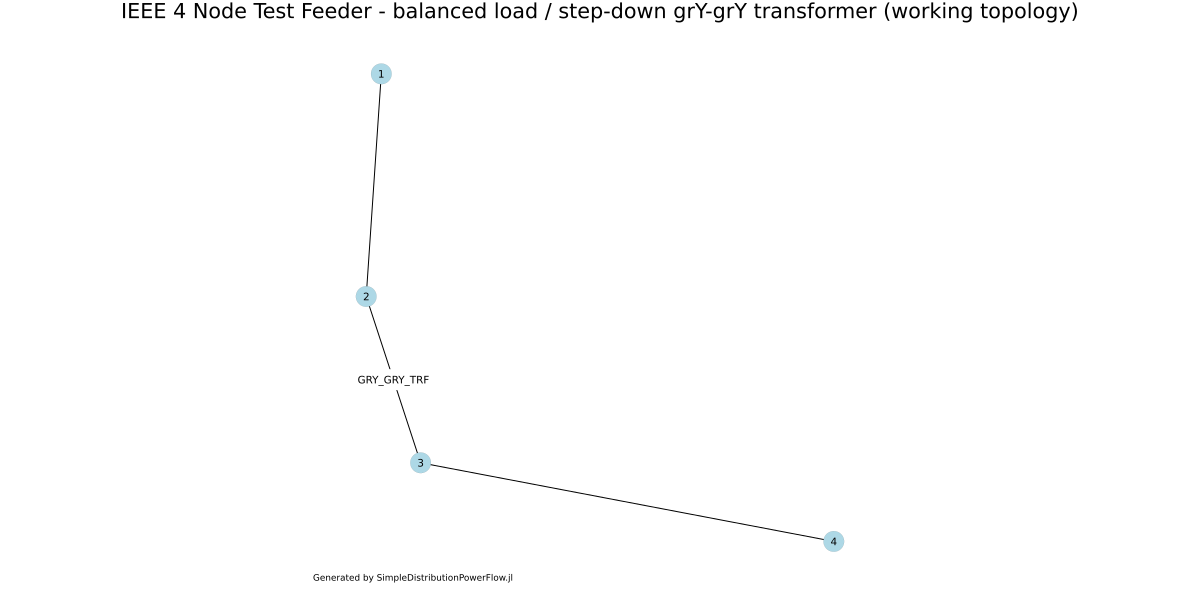 IEEE 4 Node Test Feeder - balanced load / step-down grY-grY transformer (working topology)
1
2
GRY_GRY_TRF
3
4
Generated by SimpleDistributionPowerFlow.jl